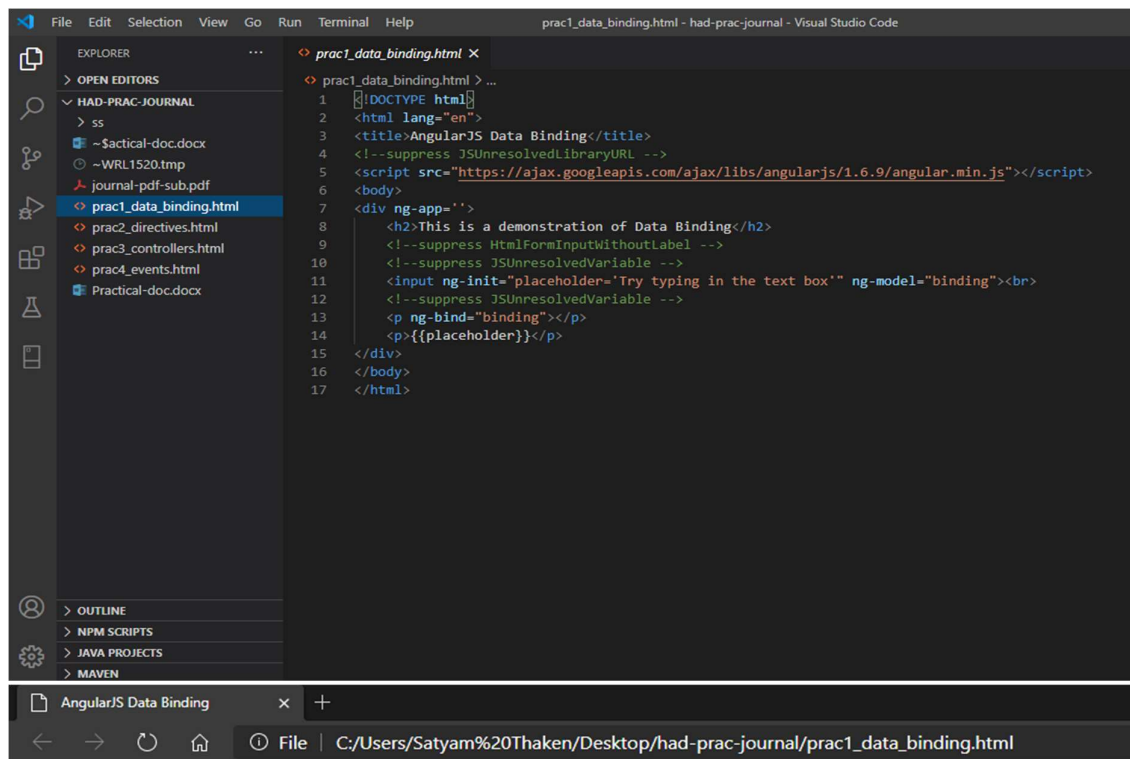 File Edit Selection View Go Run Terminal Help prac1_data_binding.html - had-prac-journal - Visual Studio Code
EXPLORER ...
OPEN EDITORS
HAD-PRAC-JOURNAL
ss
~$actical-doc.docx
~WRL1520.tmp
journal-pdf-sub.pdf
prac1_data_binding.html
prac2_directives.html
prac3_controllers.html
prac4_events.html
Practical-doc.docx
OUTLINE
NPM SCRIPTS
JAVA PROJECTS
MAVEN
prac1_data_binding.html
prac1_data_binding.html > ...
1 <!DOCTYPE html>
2 <html lang="en">
3 <title>AngularJS Data Binding</title>
4 <!--suppress JSUnresolvedLibraryURL -->
5 <script src="https://ajax.googleapis.com/ajax/libs/angularjs/1.6.9/angular.min.js"></script>
6 <body>
7 <div ng-app=''>
8 <h2>This is a demonstration of Data Binding</h2>
9 <!--suppress HtmlFormInputWithoutLabel -->
10 <!--suppress JSUnresolvedVariable -->
11 <input ng-init="placeholder='Try typing in the text box'" ng-model="binding"><br>
12 <!--suppress JSUnresolvedVariable -->
13 <p ng-bind="binding"></p>
14 <p>{{placeholder}}</p>
15 </div>
16 </body>
17 </html>
AngularJS Data Binding
File | C:/Users/Satyam%20Thaken/Desktop/had-prac-journal/prac1_data_binding.html